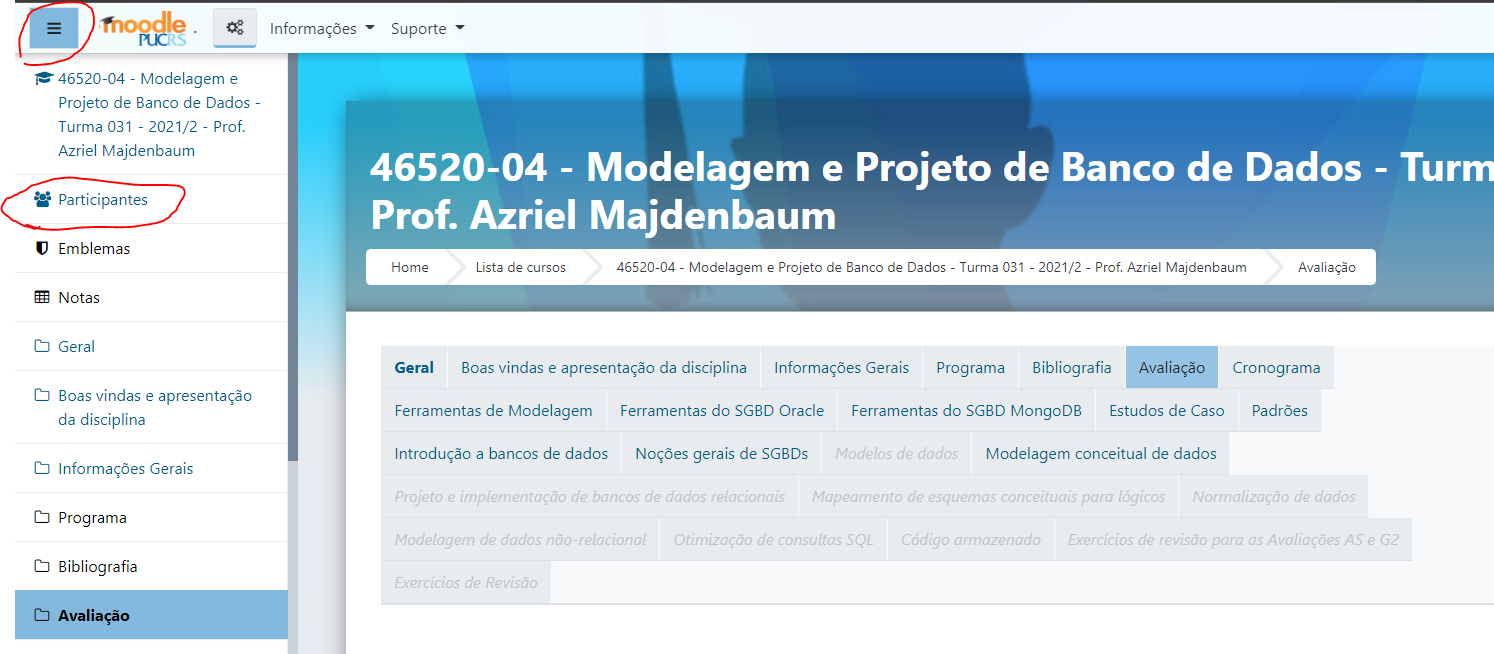 moodle PUCRS .
Informações Suporte
46520-04 - Modelagem e
Projeto de Banco de Dados -
Turma 031 - 2021/2 - Prof.
Azriel Majdenbaum
Participantes
Emblemas
Notas
Geral
Boas vindas e apresentação
da disciplina
Informações Gerais
Programa
Bibliografia
Avaliação
46520-04 - Modelagem e Projeto de Banco de Dados - Turm
Prof. Azriel Majdenbaum
Home Lista de cursos 46520-04 - Modelagem e Projeto de Banco de Dados - Turma 031 - 2021/2 - Prof. Azriel Majdenbaum Avaliação
Geral Boas vindas e apresentação da disciplina Informações Gerais Programa Bibliografia Avaliação Cronograma
Ferramentas de Modelagem Ferramentas do SGBD Oracle Ferramentas do SGBD MongoDB Estudos de Caso Padrões
Introdução a bancos de dados Noções gerais de SGBDs Modelos de dados Modelagem conceitual de dados
Projeto e implementação de bancos de dados relacionais Mapeamento de esquemas conceituais para lógicos Normalização de dados
Modelagem de dados não-relacional Otimização de consultas SQL Código armazenado Exercícios de revisão para as Avaliações AS e G2
Exercícios de Revisão